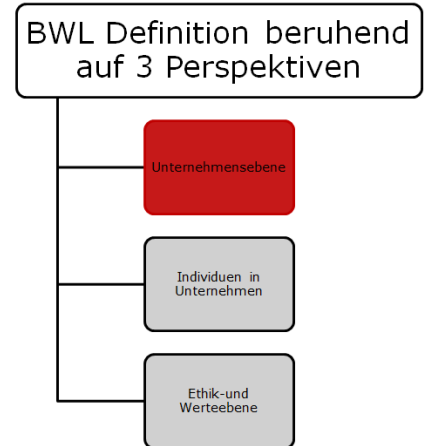 BWL Definition beruhend
auf 3 Perspektiven
Unternehmensebene
Individuen in
Unternehmen
Ethik-und
Werteebene